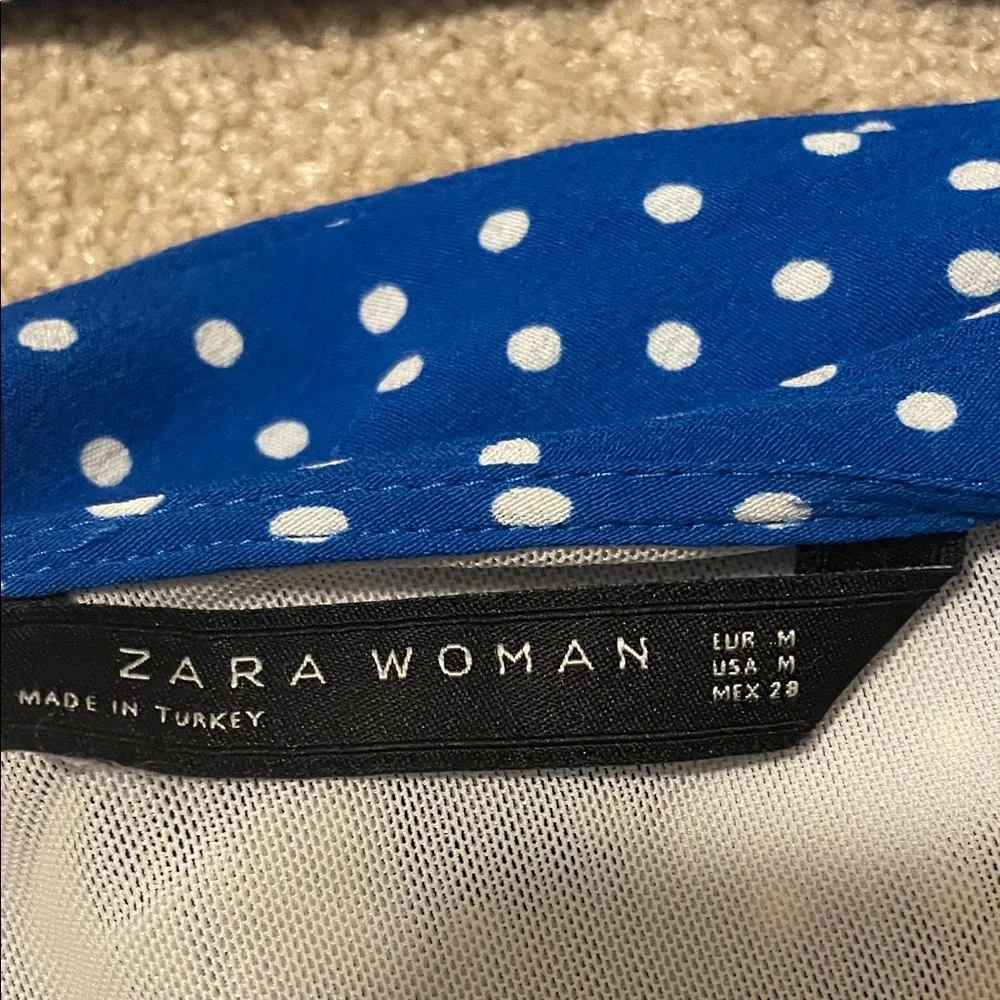 ZARA WOMAN
MADE IN TURKEY
EUR M
USA M
MEX 28